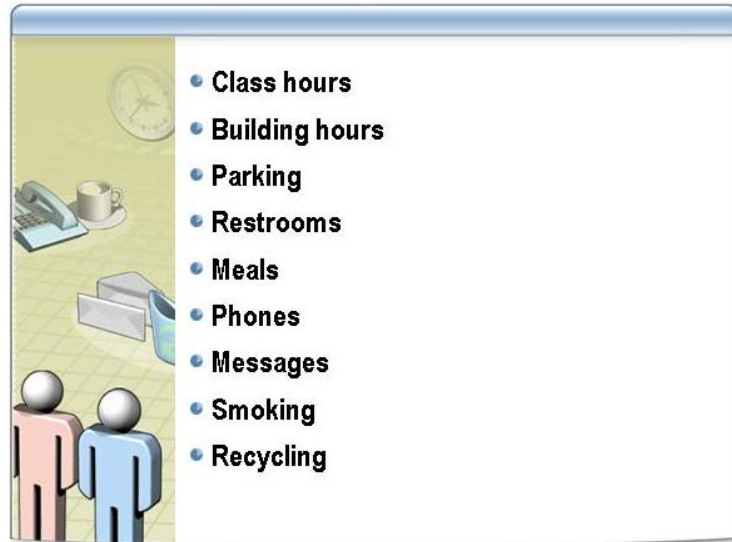 Class hours
Building hours
Parking
Restrooms
Meals
Phones
Messages
Smoking
Recycling